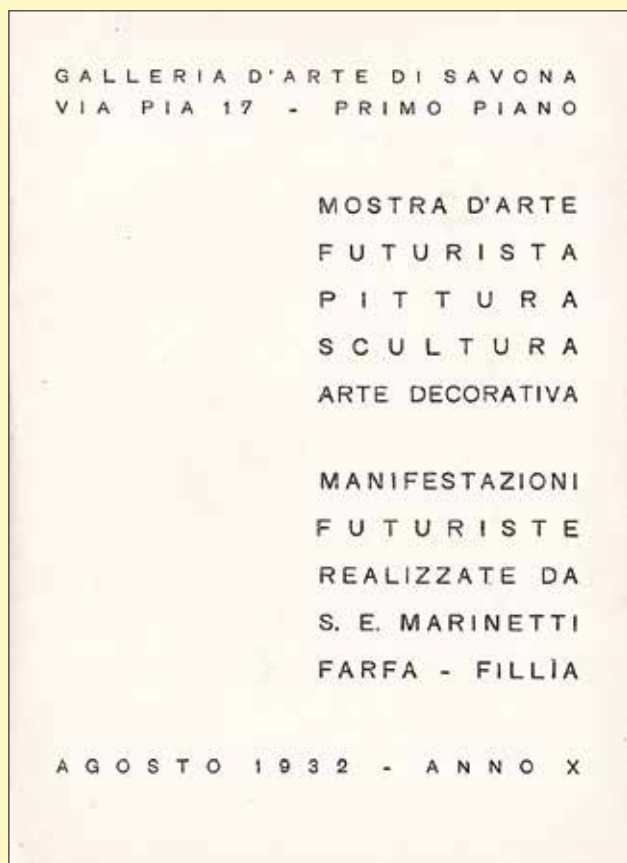 GALLERIA D'ARTE DI SAVONA
VIA PIA 17 - PRIMO PIANO
MOSTRA D'ARTE
FUTURISTA
PITTURA
SCULTURA
ARTE DECORATIVA
MANIFESTAZIONI
FUTURISTE
REALIZZATE DA
S. E. MARINETTI
FARFA - FILLÌA
AGOSTO 1932 - ANNO X